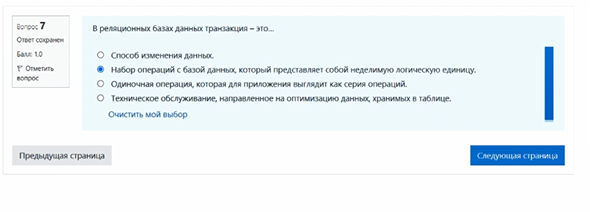 Вопрос 7
Ответ сохранен
Балл: 1,0
Отметить вопрос
В реляционных базах данных транзакция – это...
Способ изменения данных.
Набор операций с базой данных, который представляет собой неделимую логическую единицу.
Одиночная операция, которая для приложения выглядит как серия операций.
Техническое обслуживание, направленное на оптимизацию данных, хранимых в таблице.
Очистить мой выбор
Предыдущая страница
Следующая страница